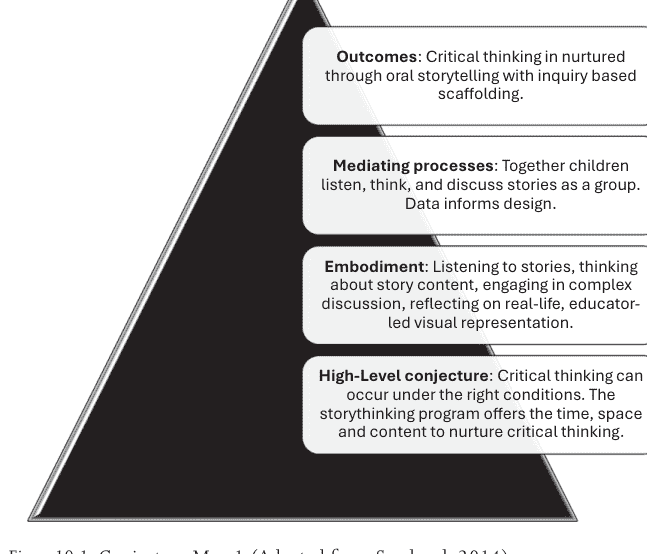 Outcomes: Critical thinking in nurtured
through oral storytelling with inquiry based
scaffolding.
Mediating processes: Together children
listen, think, and discuss stories as a group.
Data informs design.
Embodiment: Listening to stories, thinking
about story content, engaging in complex
discussion, reflecting on real-life, educator-
led visual representation.
High-Level conjecture: Critical thinking can
occur under the right conditions. The
storythinking program offers the time, space
and content to nurture critical thinking.